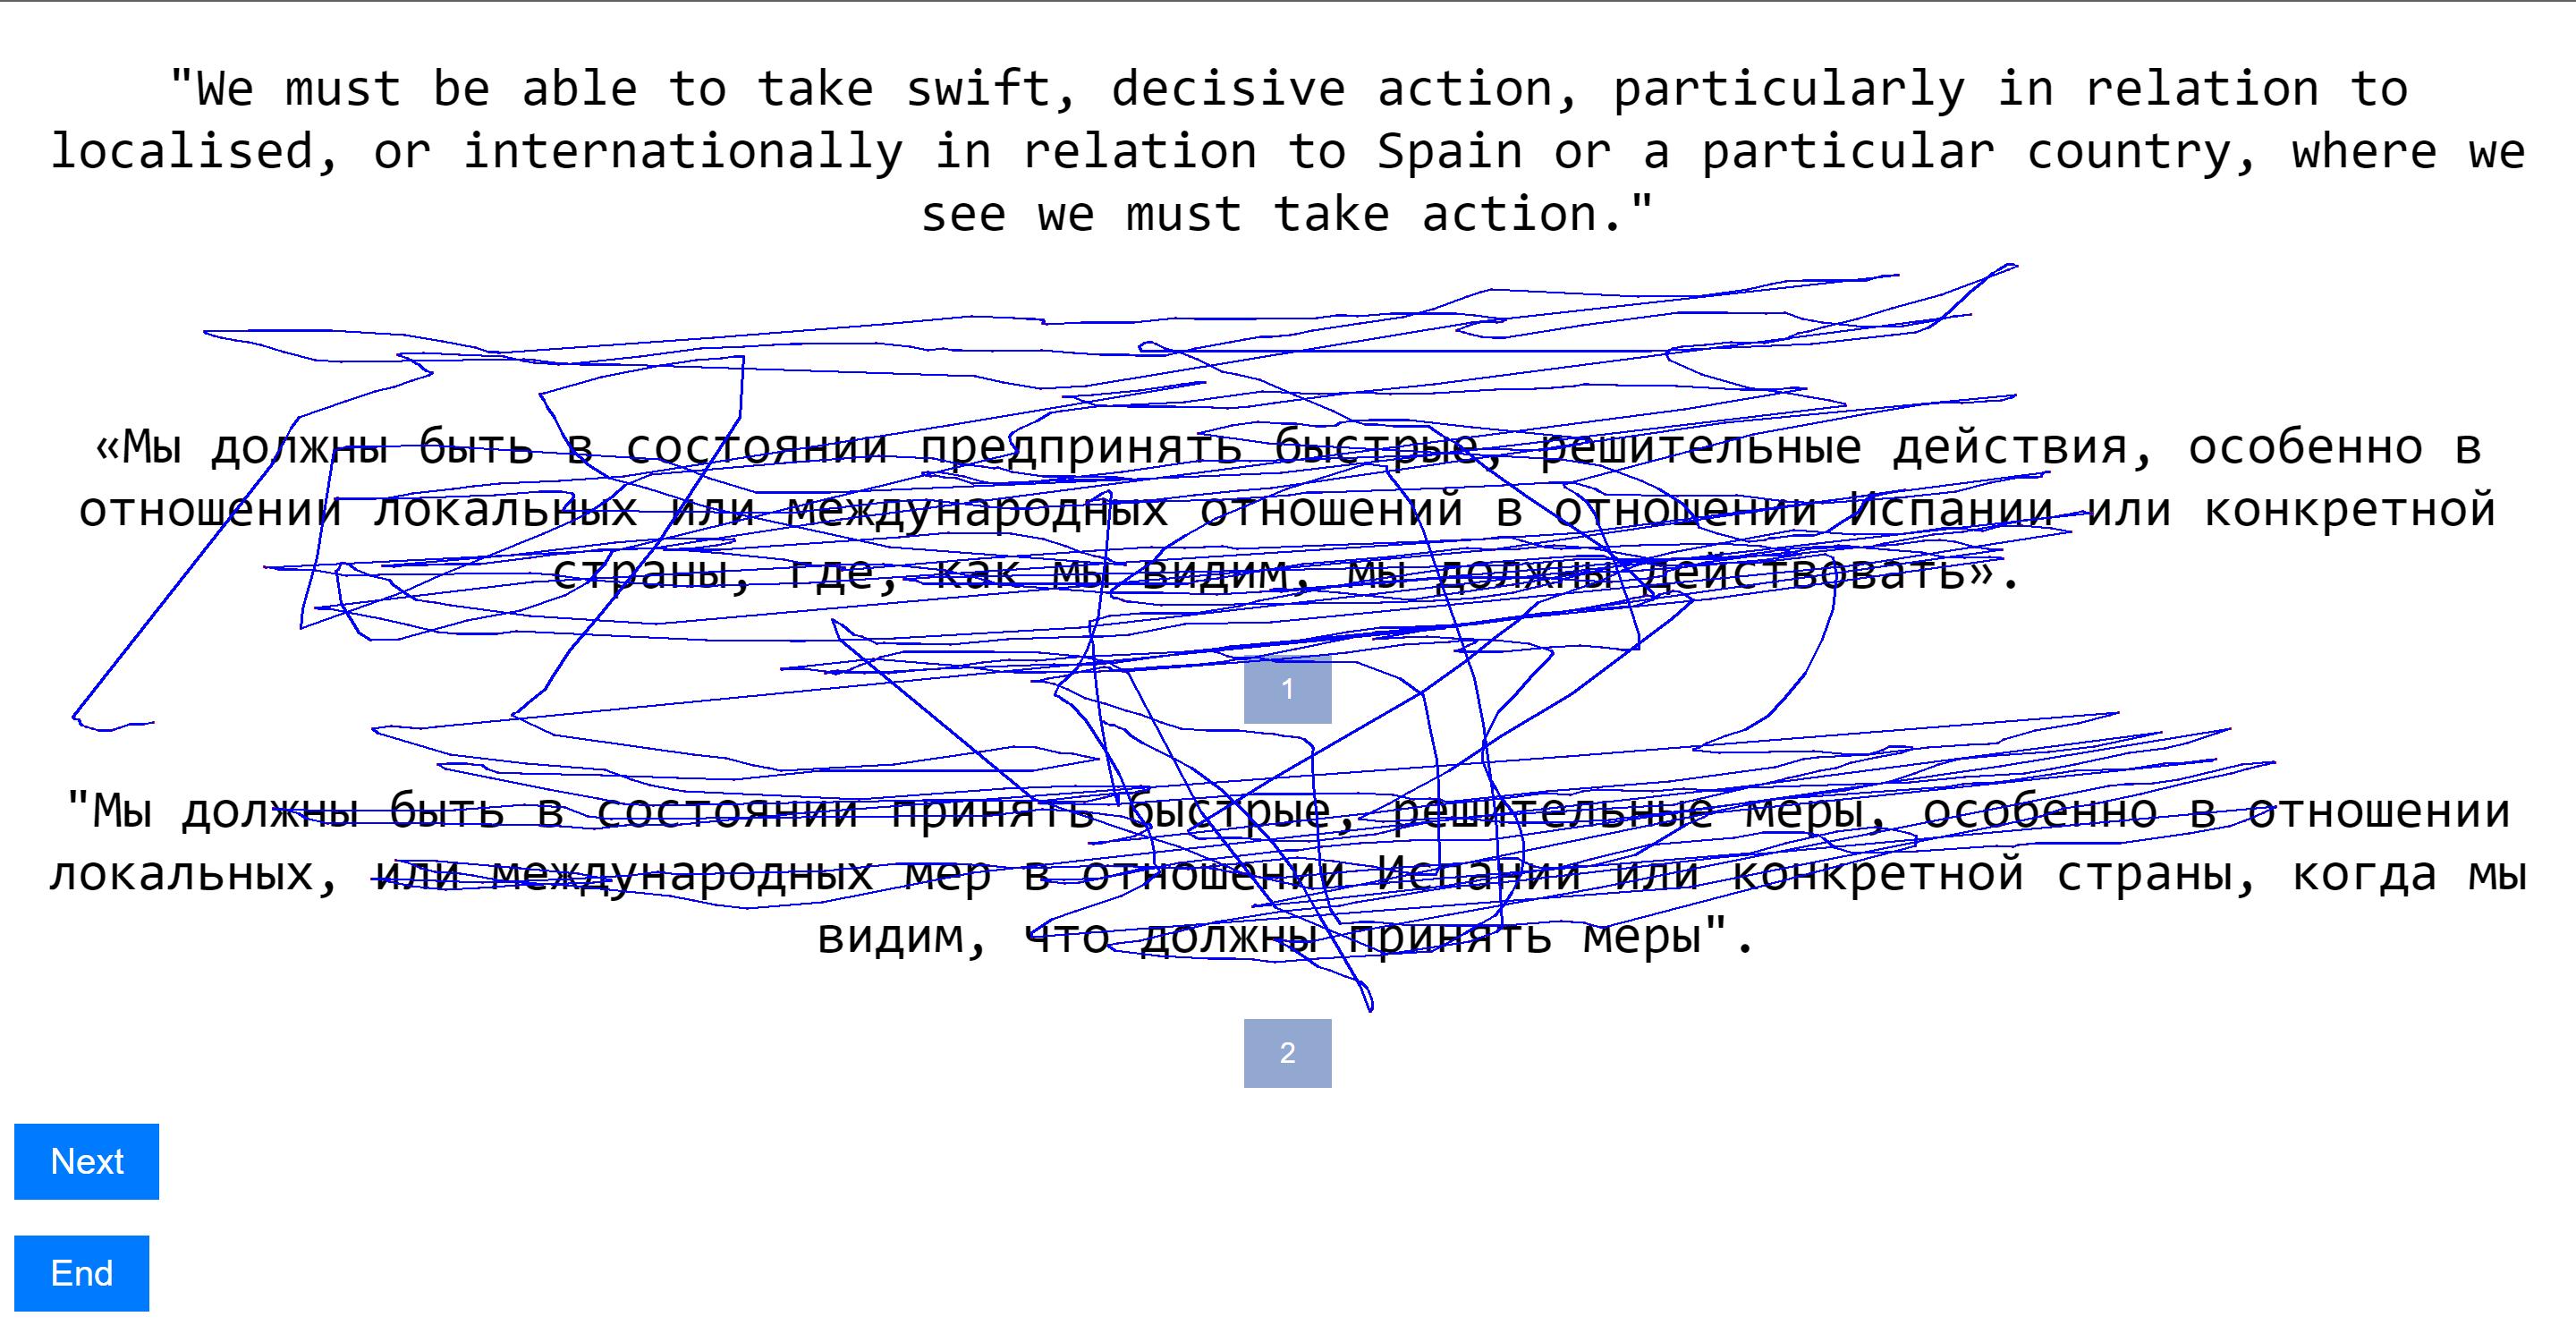 "We must be able to take swift, decisive action, particularly in relation to
localised, or internationally in relation to Spain or a particular country, where we
see we must take action."
«Мы должны быть в состоянии предпринять быстрые, решительные действия, особенно в
отношении локальных или международных отношений в отношении Испании или конкретной
страны, где, как мы видим, мы должны действовать».
1
"Мы должны быть в состоянии принять быстрые, решительные меры, особенно в отношении
локальных, или международных мер в отношении Испании или конкретной страны, когда мы
видим, что должны принять меры".
2
Next
End